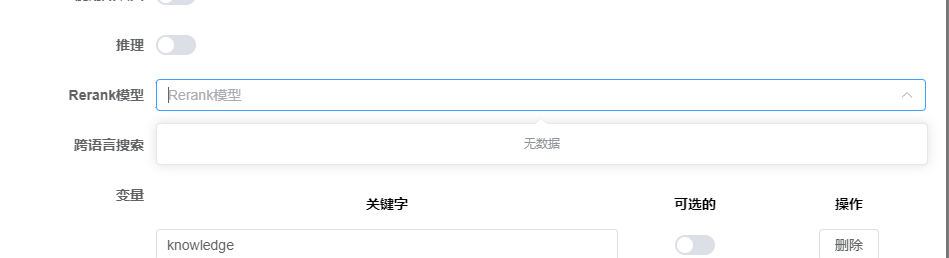 推理
Rerank模型 Rerank模型
跨语言搜索
无数据
变量
关键字 可选的 操作
knowledge 删除